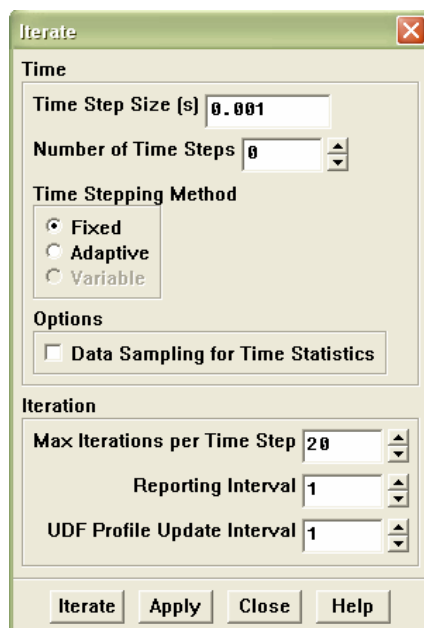 Iterate
Time
Time Step Size (s) 0.001
Number of Time Steps 0
Time Stepping Method
Fixed
Adaptive
Variable
Options
Data Sampling for Time Statistics
Iteration
Max Iterations per Time Step 20
Reporting Interval 1
UDF Profile Update Interval 1
Iterate Apply Close Help